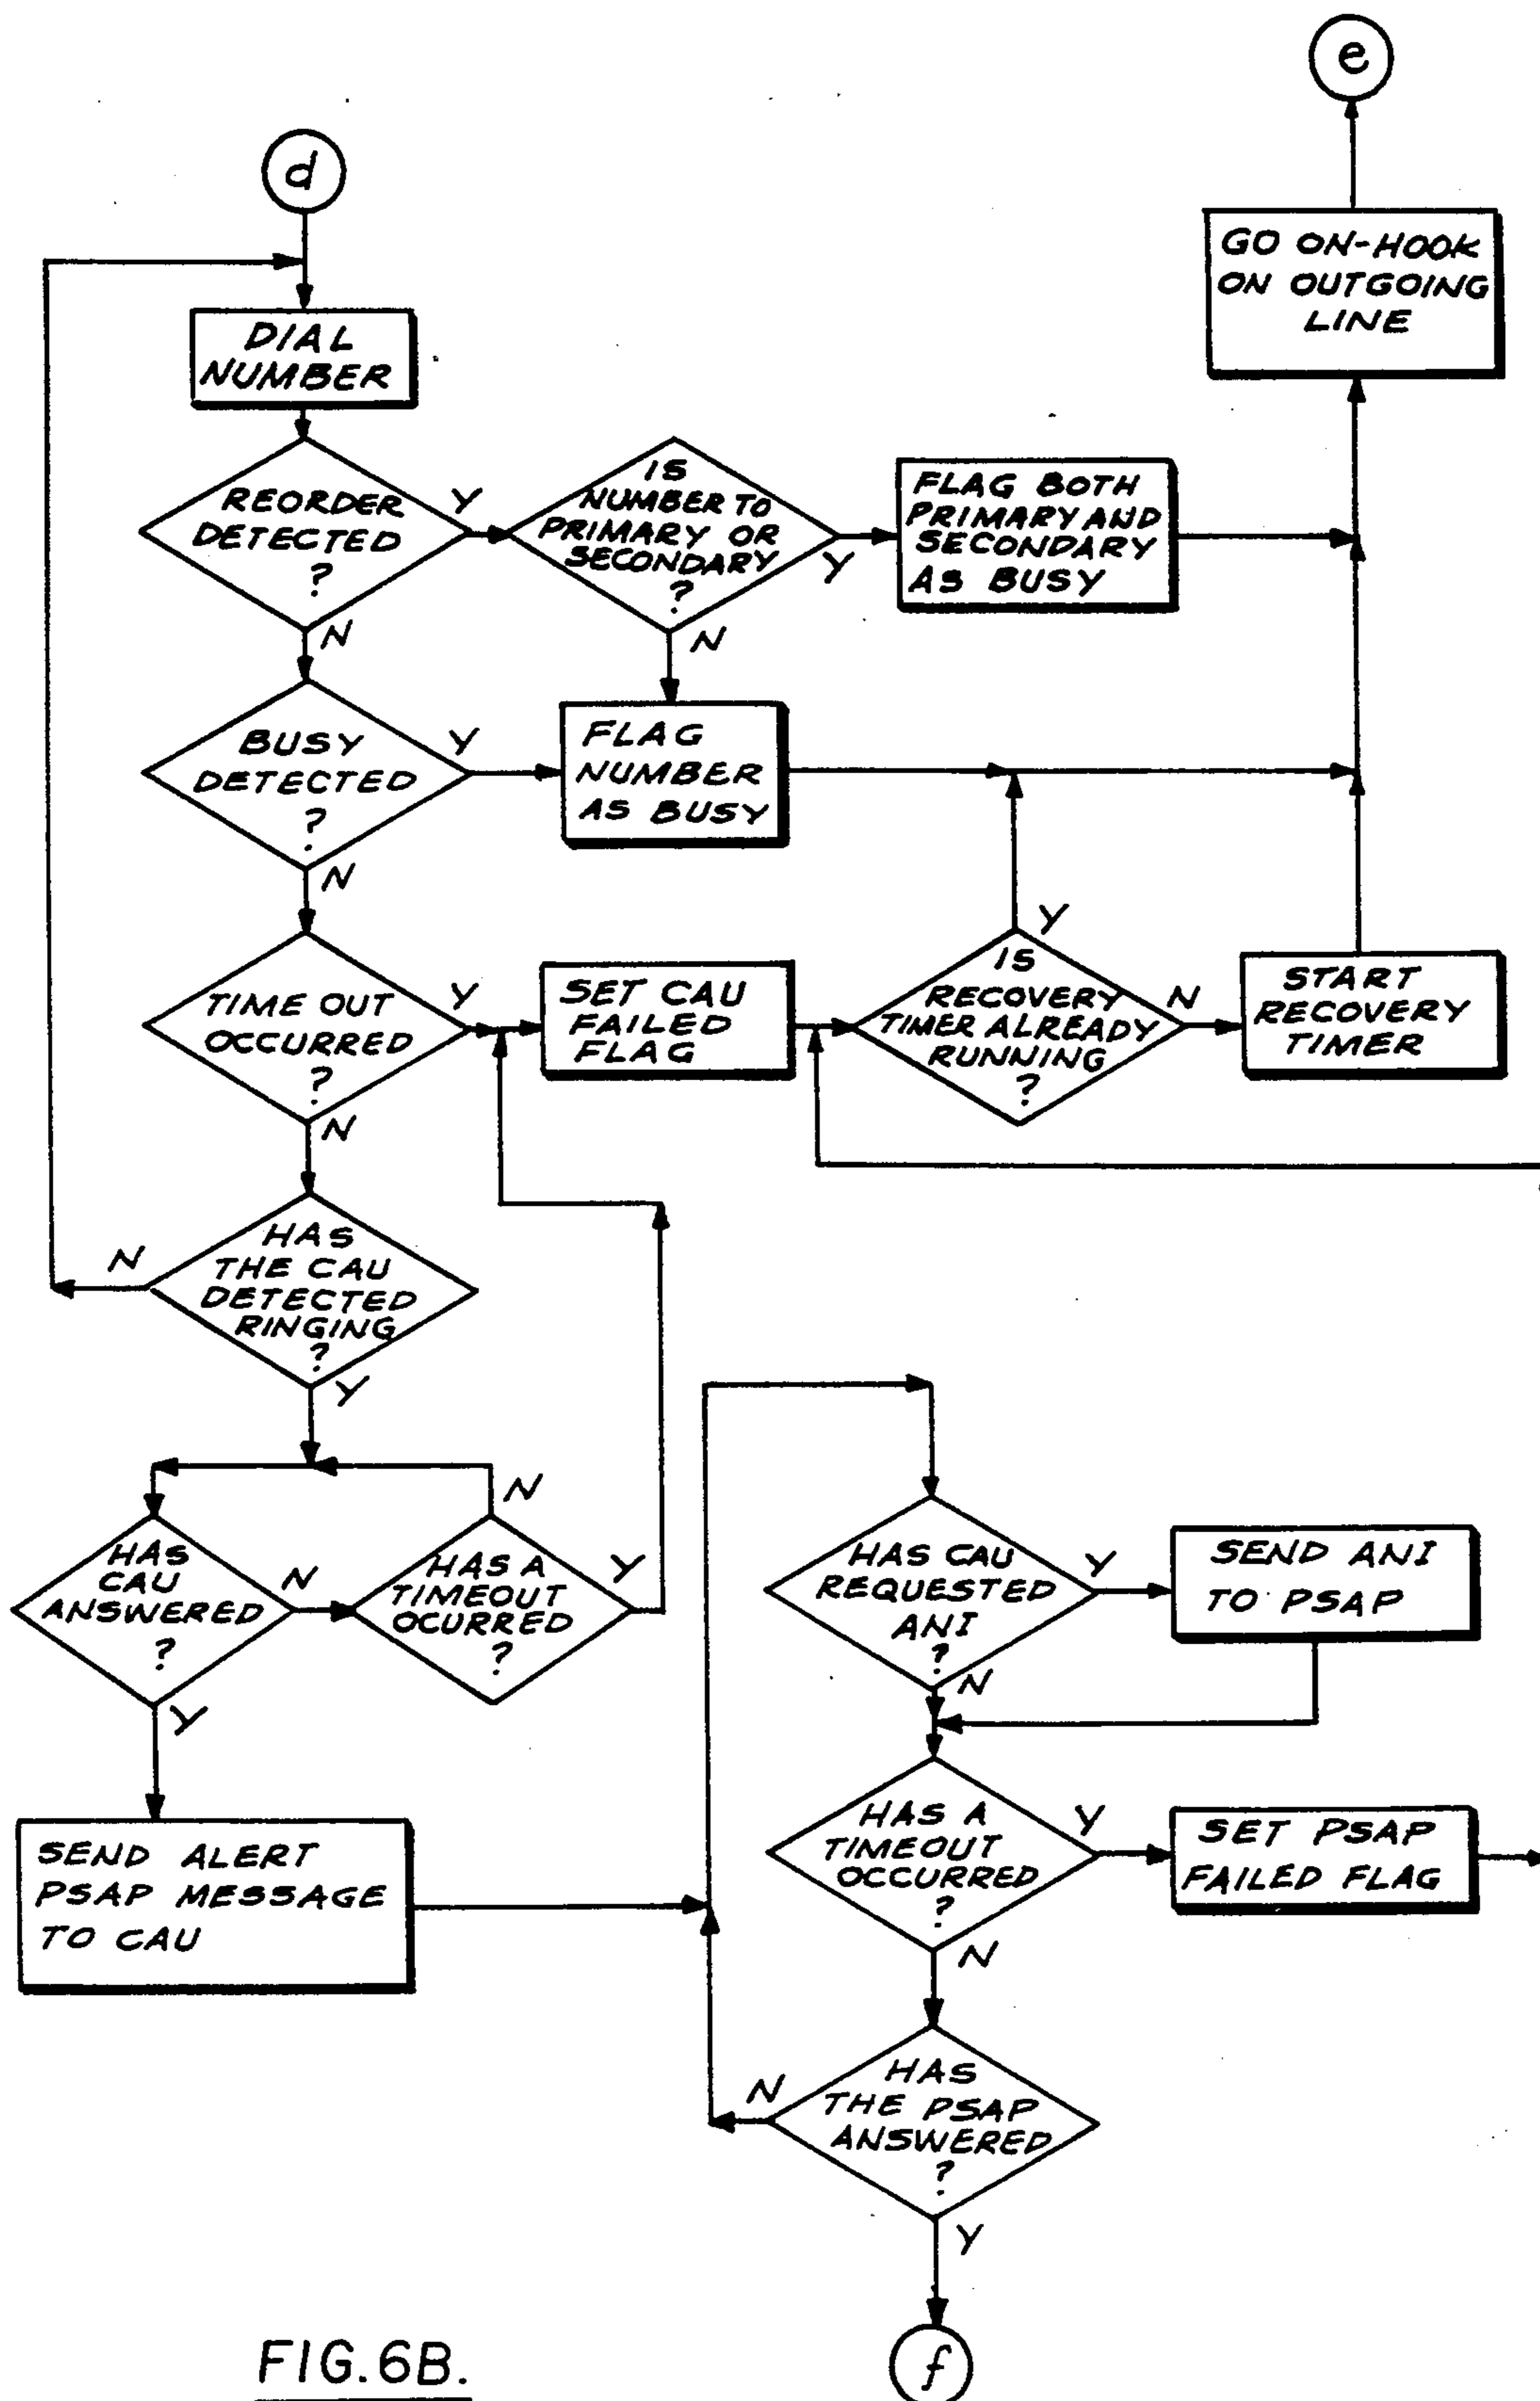 e
d
GO ON-HOOK
ON OUTGOING
LINE
DIAL
NUMBER
REORDER
DETECTED
?
Y
N
IS
NUMBER TO
PRIMARY OR
SECONDARY
?
Y
N
FLAG BOTH
PRIMARY AND
SECONDARY
AS BUSY
BUSY
DETECTED
?
Y
N
FLAG
NUMBER
AS BUSY
TIME OUT
OCCURRED
?
Y
N
SET CAU
FAILED
FLAG
Y
IS
RECOVERY
TIMER ALREADY
RUNNING
?
N
START
RECOVERY
TIMER
HAS
THE CAU
DETECTED
RINGING
?
N
Y
HAS
CAU
ANSWERED
?
N
Y
HAS A
TIMEOUT
OCURRED
?
N
Y
SEND ALERT
PSAP MESSAGE
TO CAU
HAS CAU
REQUESTED
ANI
?
Y
N
SEND ANI
TO PSAP
HAS A
TIMEOUT
OCCURRED
?
Y
N
SET PSAP
FAILED FLAG
HAS
THE PSAP
ANSWERED
?
N
Y
f
FIG.6B.